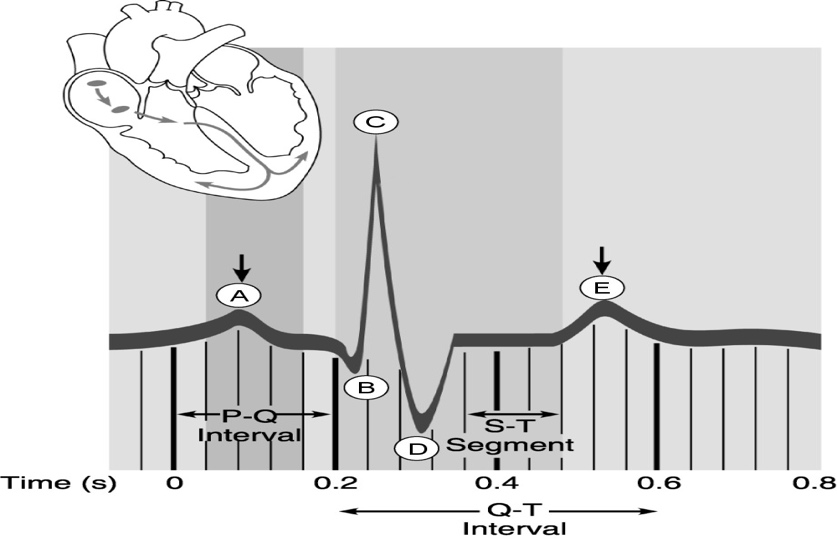 C
A
E
B
P-Q
Interval
S-T
Segment
D
Time (s) 0 0.2 0.4 0.6 0.8
Q-T
Interval